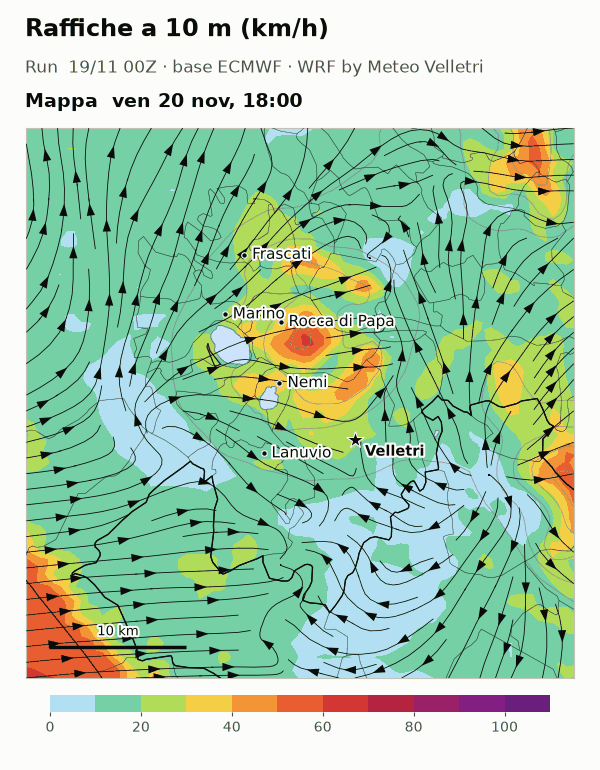 Raffiche a 10 m (km/h)
Run 19/11 00Z · base ECMWF · WRF by Meteo Velletri
Mappa ven 20 nov, 18:00
Frascati
Marino
Rocca di Papa
Nemi
Velletri
Lanuvio
10 km
0 20 40 60 80 100